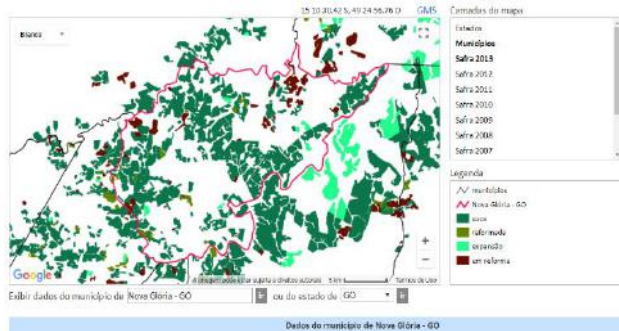 15 10 30,42 S, 49 24 56,76 O GMS
Branco
Google
5 km
Termos de Uso
Camadas do mapa
Estados
Municípios
Safra 2013
Safra 2012
Safra 2011
Safra 2010
Safra 2009
Safra 2008
Safra 2007
Legenda
municípios
Nova Glória - GO
soca
reformada
expansão
em reforma
Exibir dados do município de Nova Glória - GO ir ou do estado de GO ir
Dados do município de Nova Glória - GO